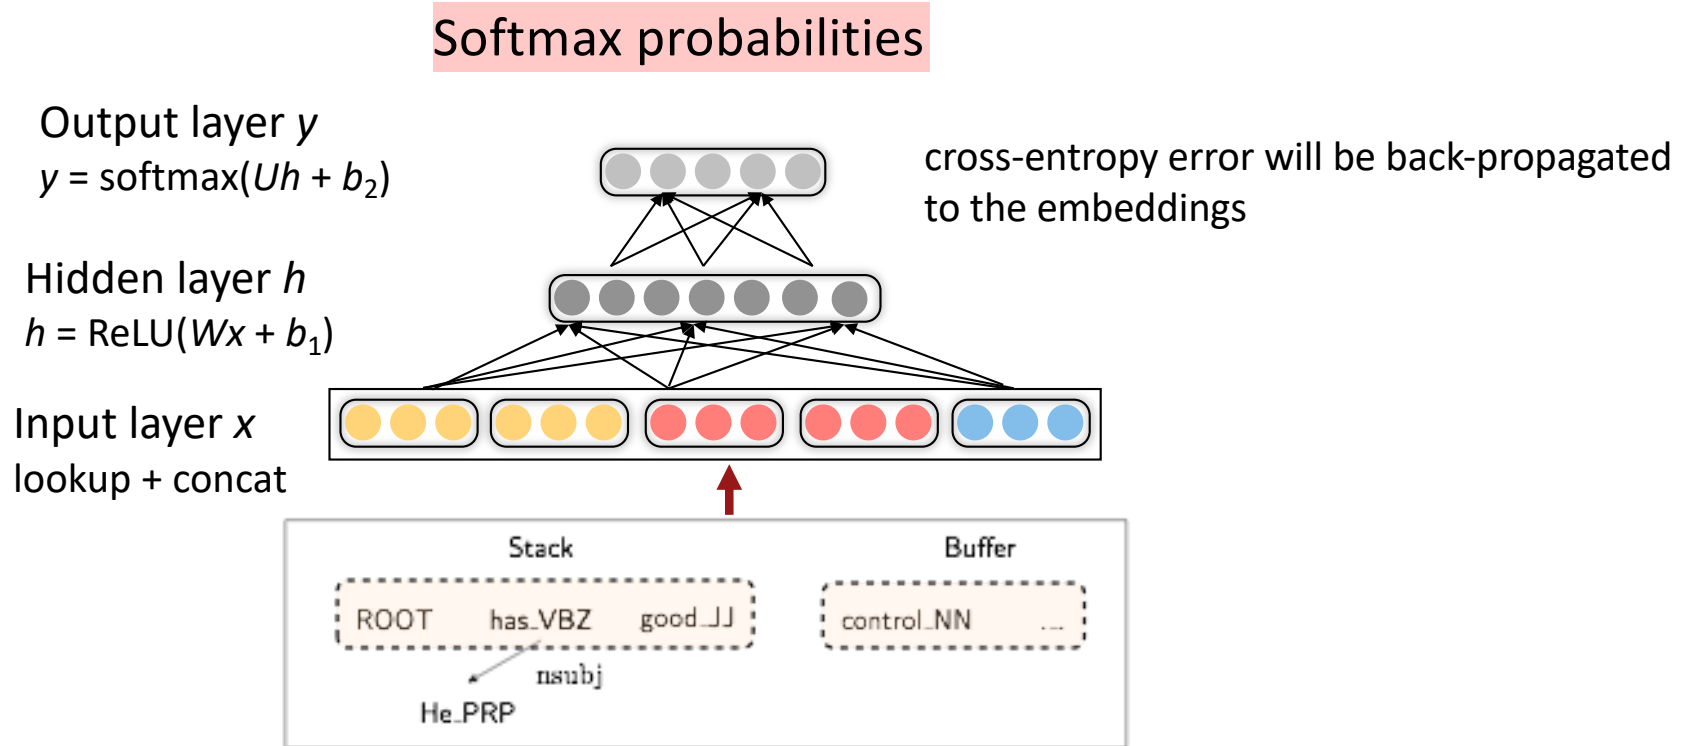 Softmax probabilities
Output layer y
y = softmax(Uh + b₂)
cross-entropy error will be back-propagated
to the embeddings
Hidden layer h
h = ReLU(Wx + b₁)
Input layer x
lookup + concat
Stack Buffer
ROOT has_VBZ good_JJ control_NN ...
nsubj
He_PRP